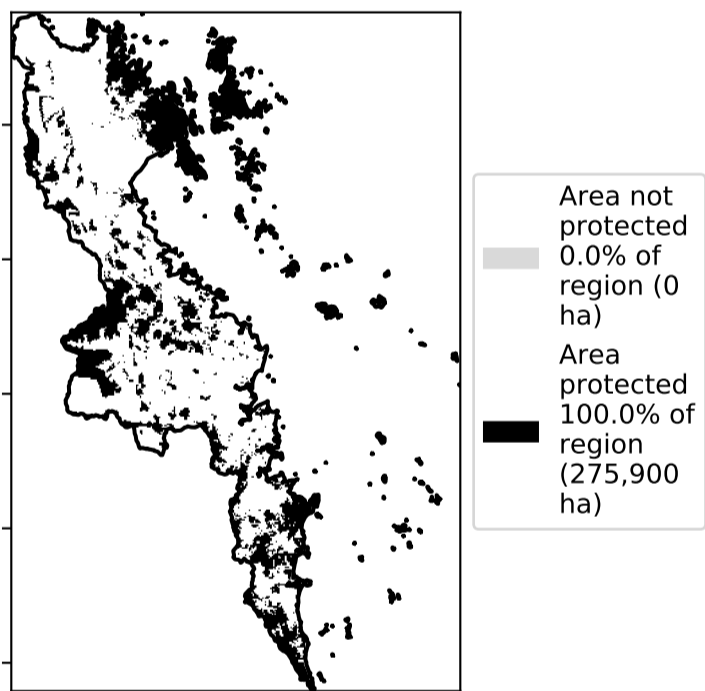 Area not
protected
0.0% of
region (0
ha)
Area
protected
100.0% of
region
(275,900
ha)